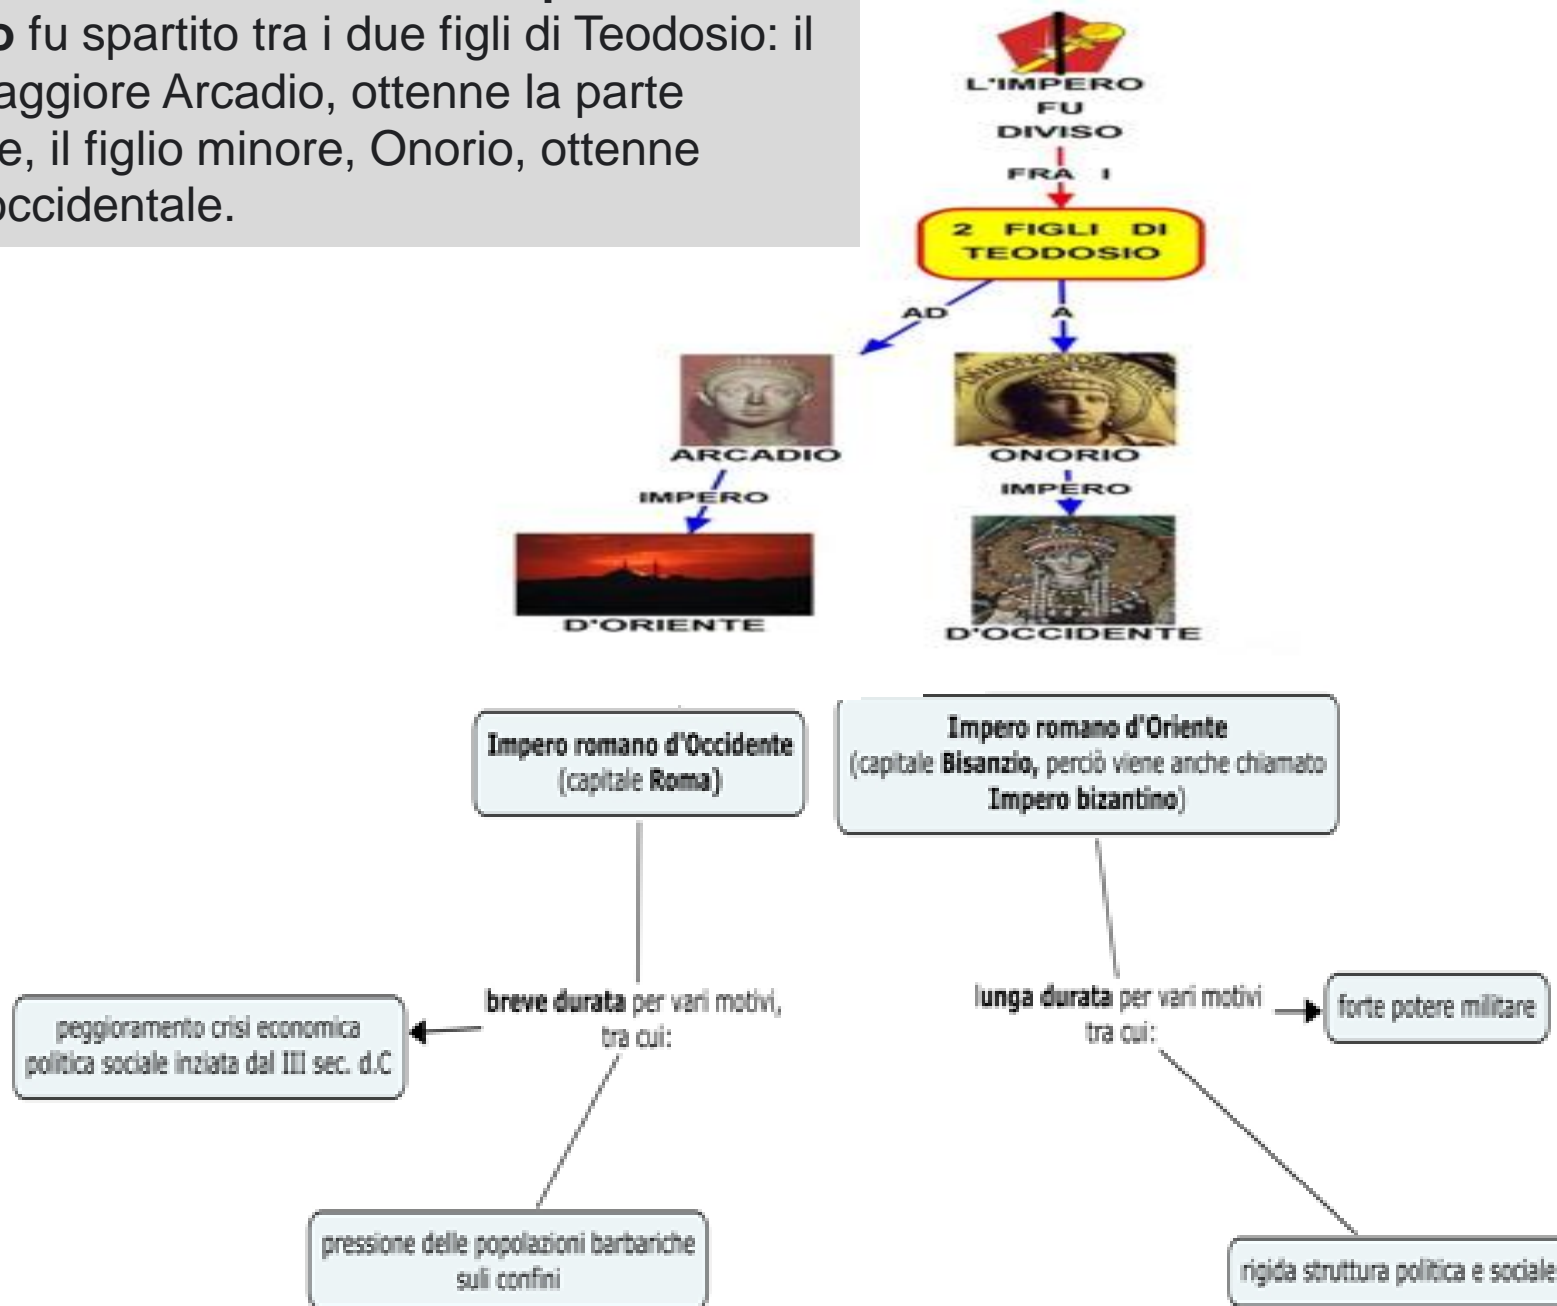 o fu spartito tra i due figli di Teodosio: il
aggiore Arcadio, ottenne la parte
e, il figlio minore, Onorio, ottenne
occidentale.
L'IMPERO
FU
DIVISO
FRA I
2 FIGLI DI
TEODOSIO
AD
A
ARCADIO
ONORIO
IMPERO
IMPERO
D'ORIENTE
D'OCCIDENTE
Impero romano d'Occidente
(capitale Roma)
Impero romano d'Oriente
(capitale Bisanzio, perciò viene anche chiamato
Impero bizantino)
breve durata per vari motivi,
tra cui:
lunga durata per vari motivi
tra cui:
forte potere militare
peggioramento crisi economica
politica sociale inziata dal III sec. d.C
pressione delle popolazioni barbariche
suli confini
rigida struttura politica e sociale